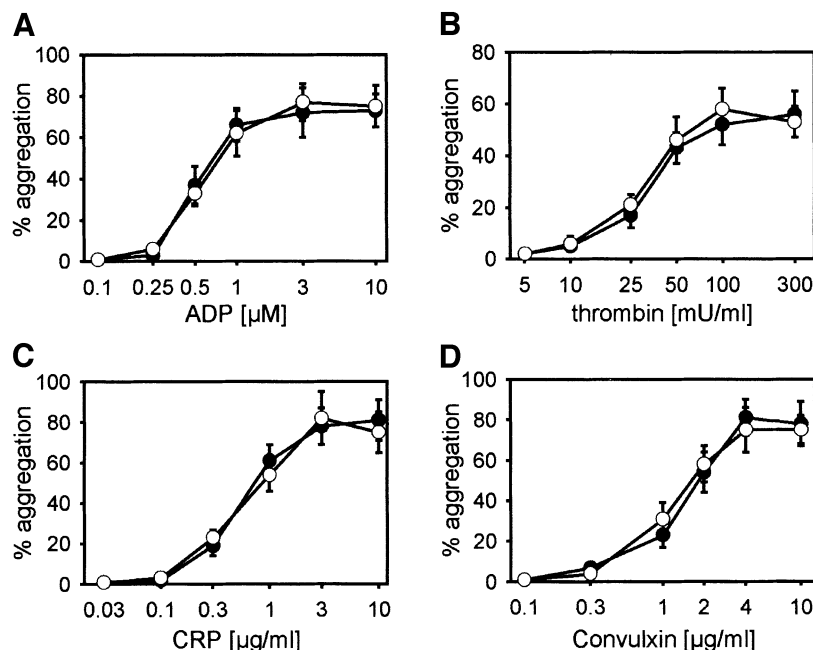 A
100
80
60
40
20
0
% aggregation
0.1 0.25 0.5 1 3 10
ADP [µM]
B
80
60
40
20
0
% aggregation
5 10 25 50 100 300
thrombin [mU/ml]
C
100
80
60
40
20
0
% aggregation
0.03 0.1 0.3 1 3 10
CRP [µg/ml]
D
100
80
60
40
20
0
% aggregation
0.1 0.3 1 2 4 10
Convulxin [µg/ml]